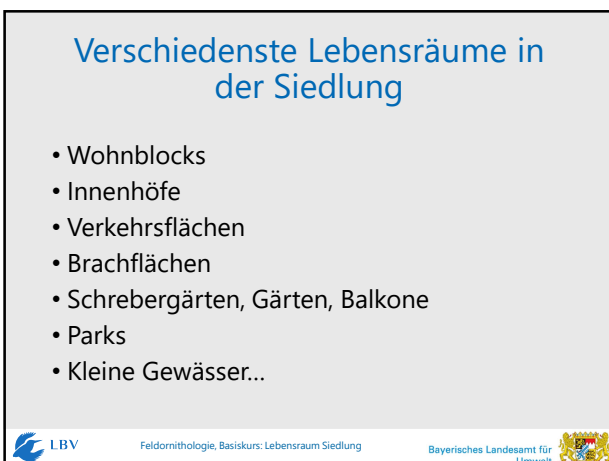 Verschiedenste Lebensräume in
der Siedlung
• Wohnblocks
• Innenhöfe
• Verkehrsflächen
• Brachflächen
• Schrebergärten, Gärten, Balkone
• Parks
• Kleine Gewässer...
LBV
Feldornithologie, Basiskurs: Lebensraum Siedlung
Bayerisches Landesamt für
Umwelt